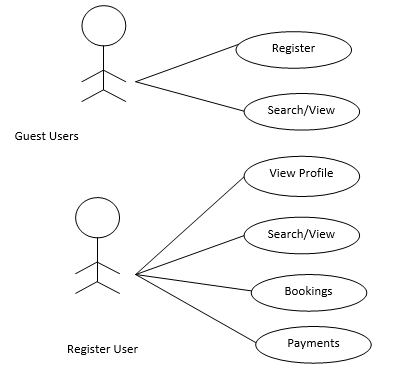 Register
Search/View
Guest Users
View Profile
Search/View
Bookings
Payments
Register User